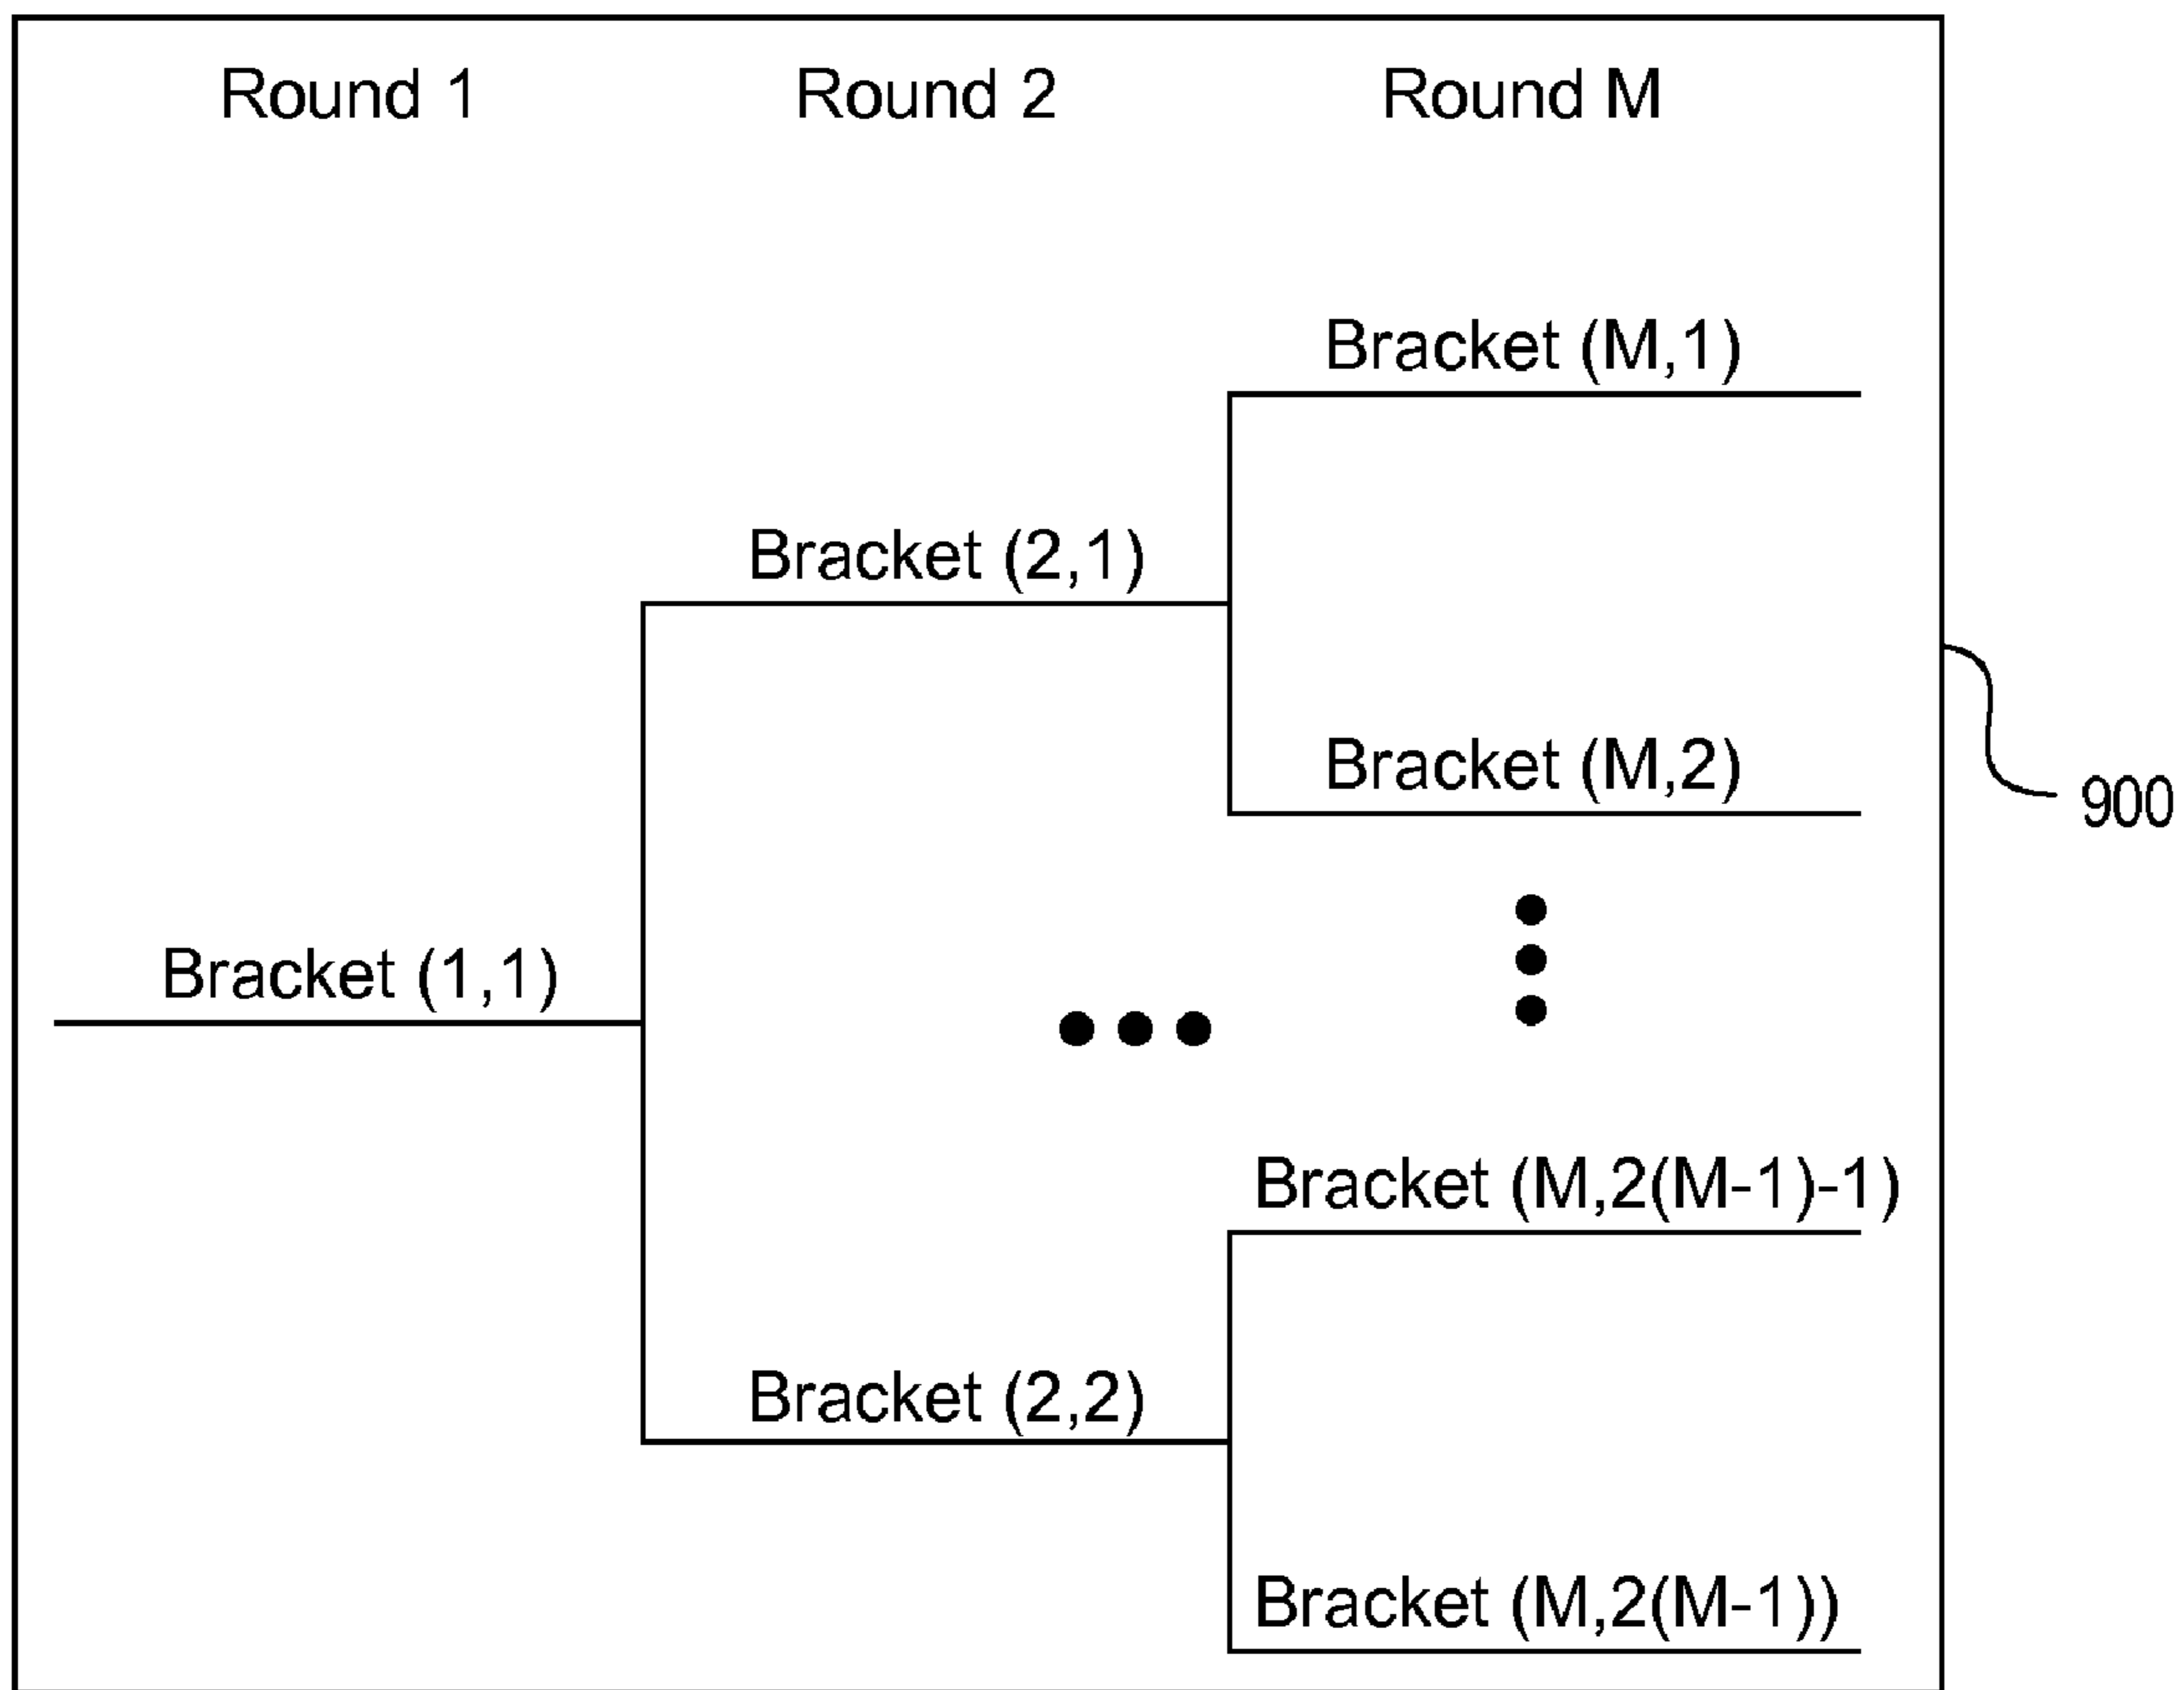 Round 1 Round 2 Round M
Bracket (M,1)
Bracket (2,1)
Bracket (M,2)
900
Bracket (1,1)
Bracket (M,2(M-1)-1)
Bracket (2,2)
Bracket (M,2(M-1))